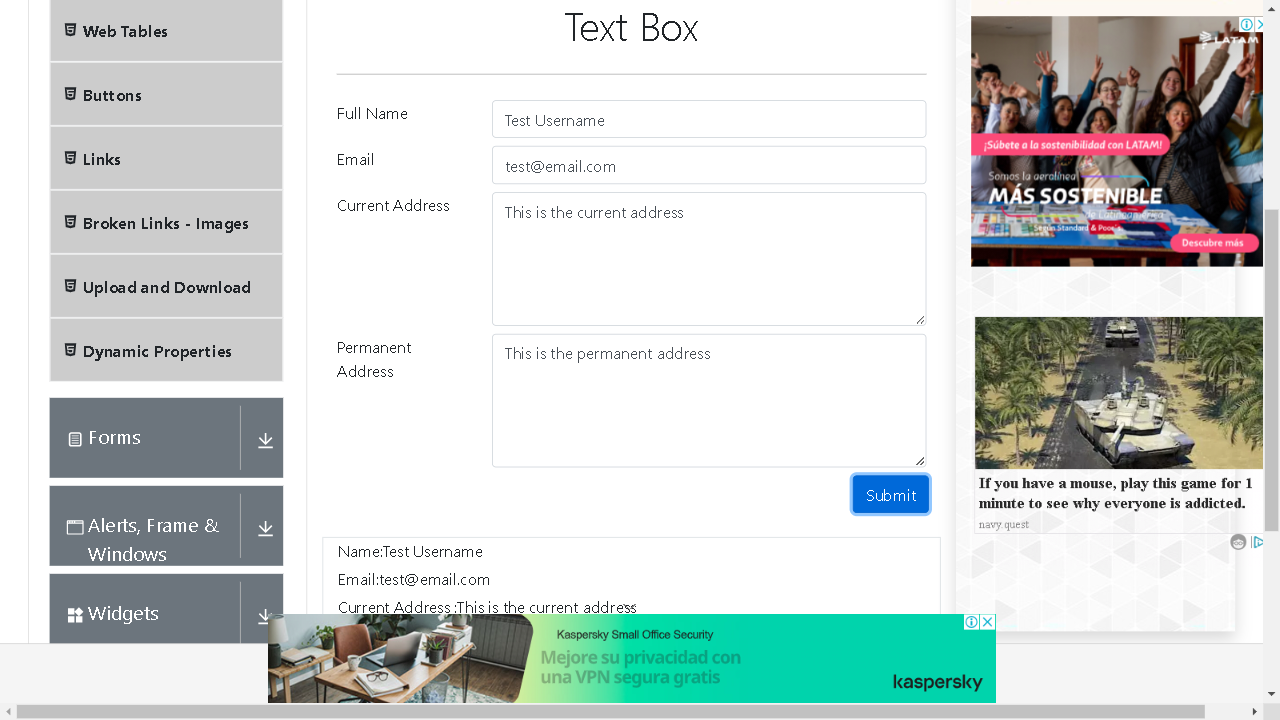 Web Tables
Buttons
Links
Broken Links - Images
Upload and Download
Dynamic Properties
Forms
Alerts, Frame &
Windows
Widgets
Text Box
Full Name
Test Username
Email
test@email.com
Current Address
This is the current address
Permanent
Address
This is the permanent address
Submit
Name:Test Username
Email:test@email.com
Current Address :This is the current address
LATAM
¡Súbete a la sostenibilidad con LATAM!
Somos la aerolínea
MÁS SOSTENIBLE
de Latinoamérica
Según Standard & Poor's
Descubre más
If you have a mouse, play this game for 1
minute to see why everyone is addicted.
navy.quest
Kaspersky Small Office Security
Mejore su privacidad con
una VPN segura gratis
kaspersky